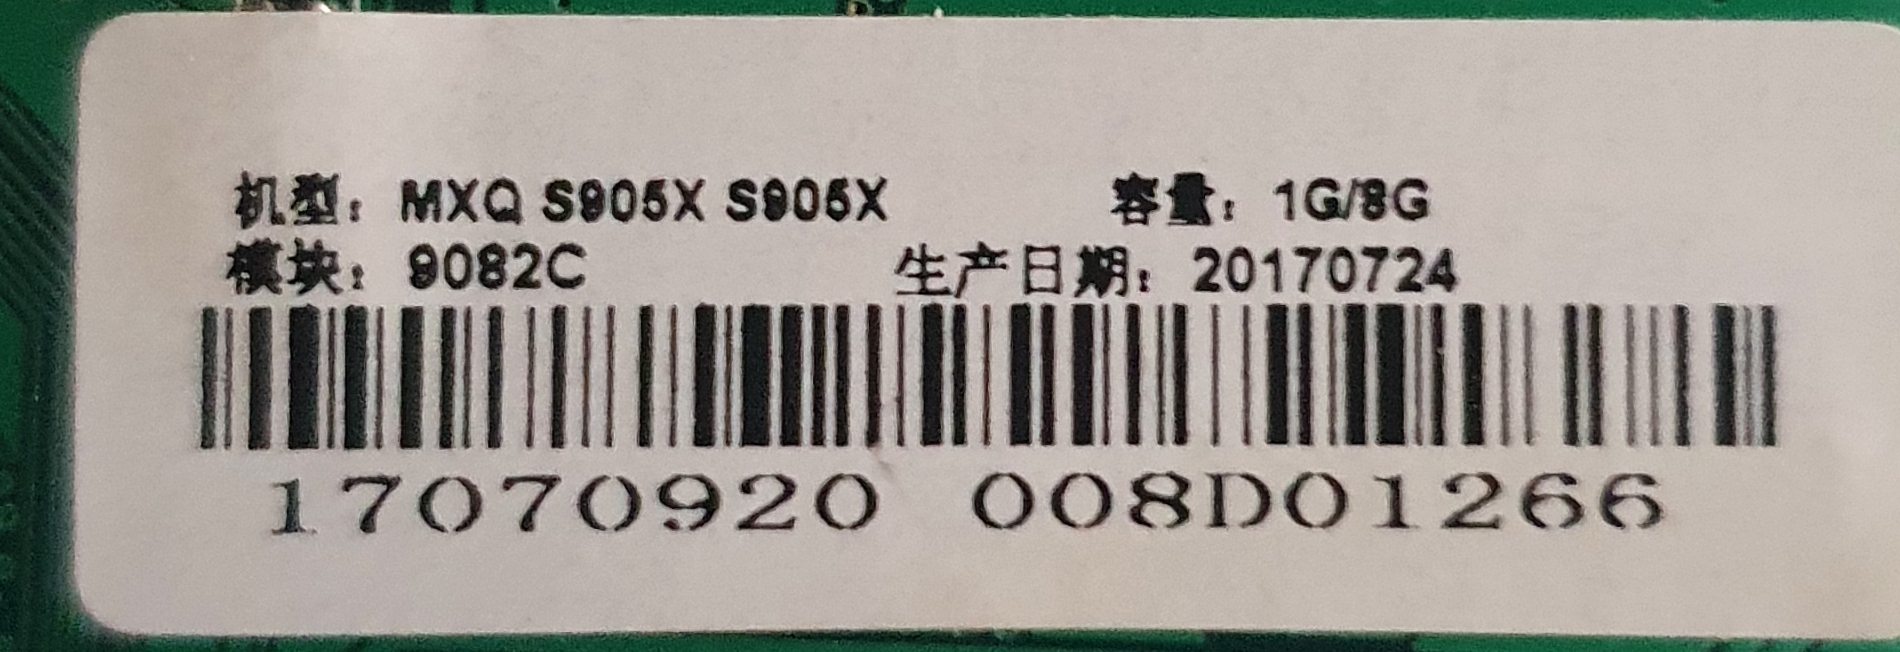 机型：MXQ S905X S905X 容量：1G/8G
模块：9082C 生产日期：20170724
17070920 008D01266